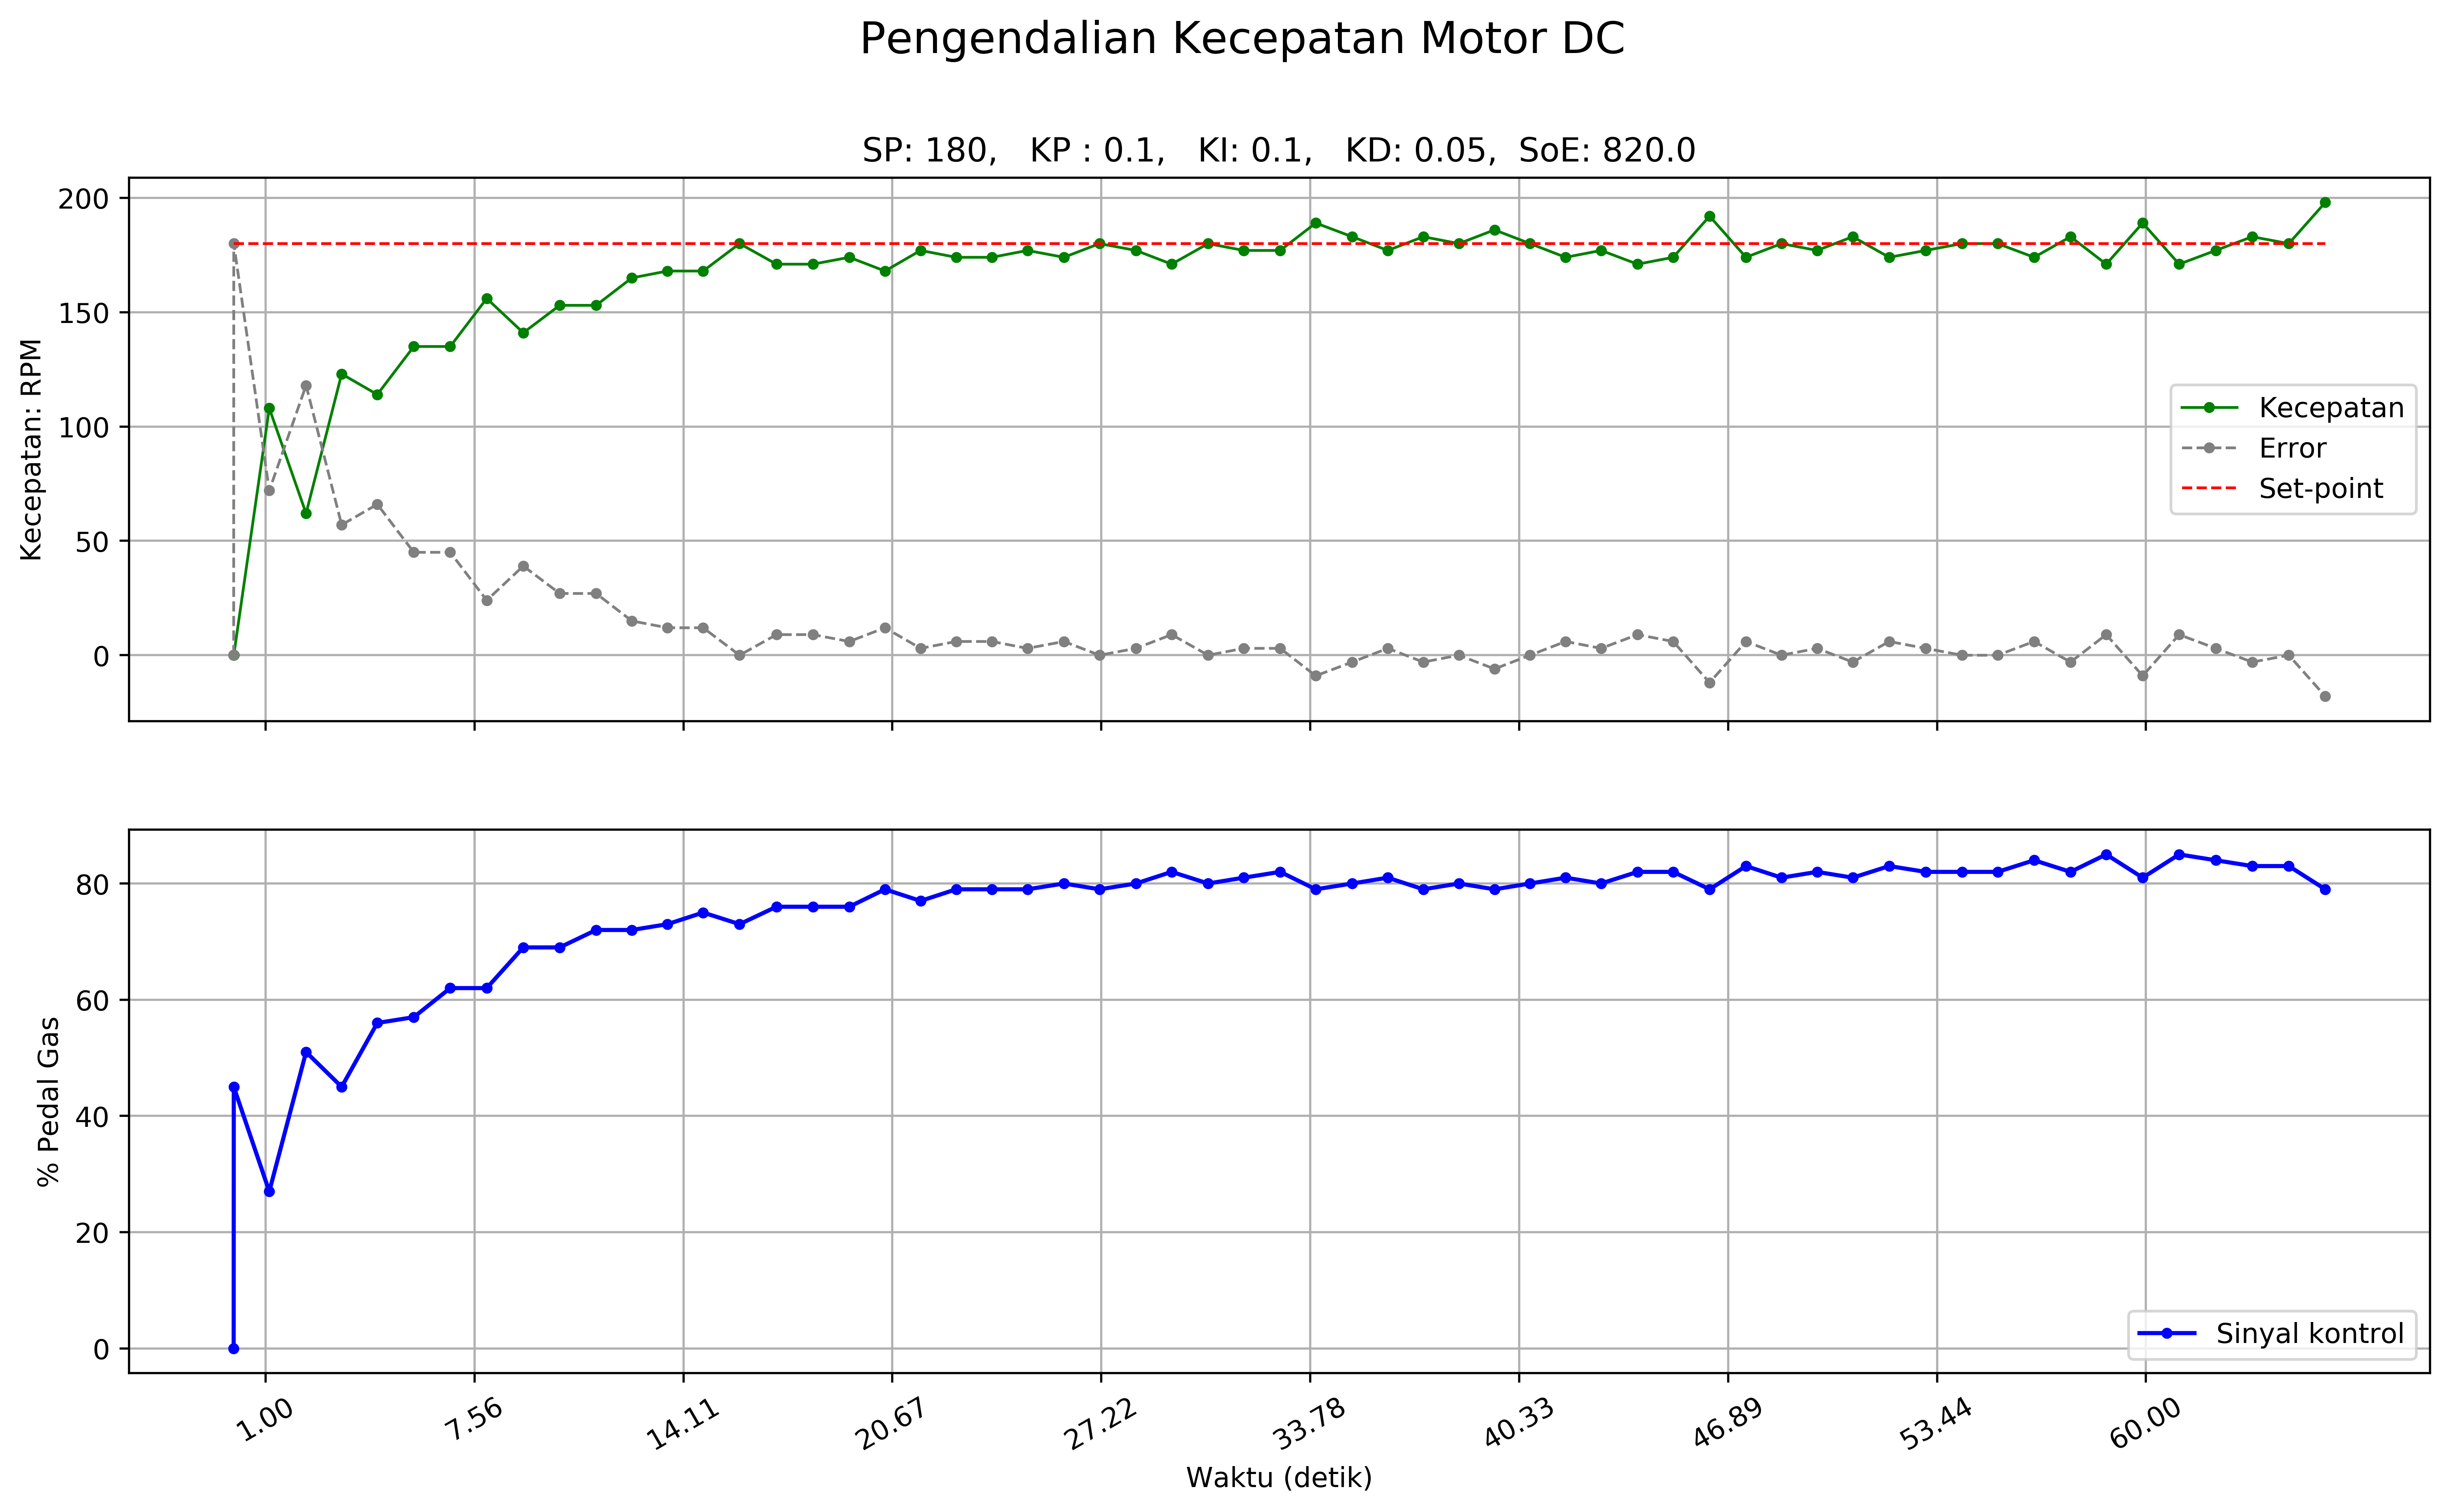 Pengendalian Kecepatan Motor DC
SP: 180, KP : 0.1, KI: 0.1, KD: 0.05, SoE: 820.0
Kecepatan: RPM
200
150
100
50
0
Kecepatan
Error
Set-point
% Pedal Gas
80
60
40
20
0
Sinyal kontrol
1.00 7.56 14.11 20.67 27.22 33.78 40.33 46.89 53.44 60.00
Waktu (detik)